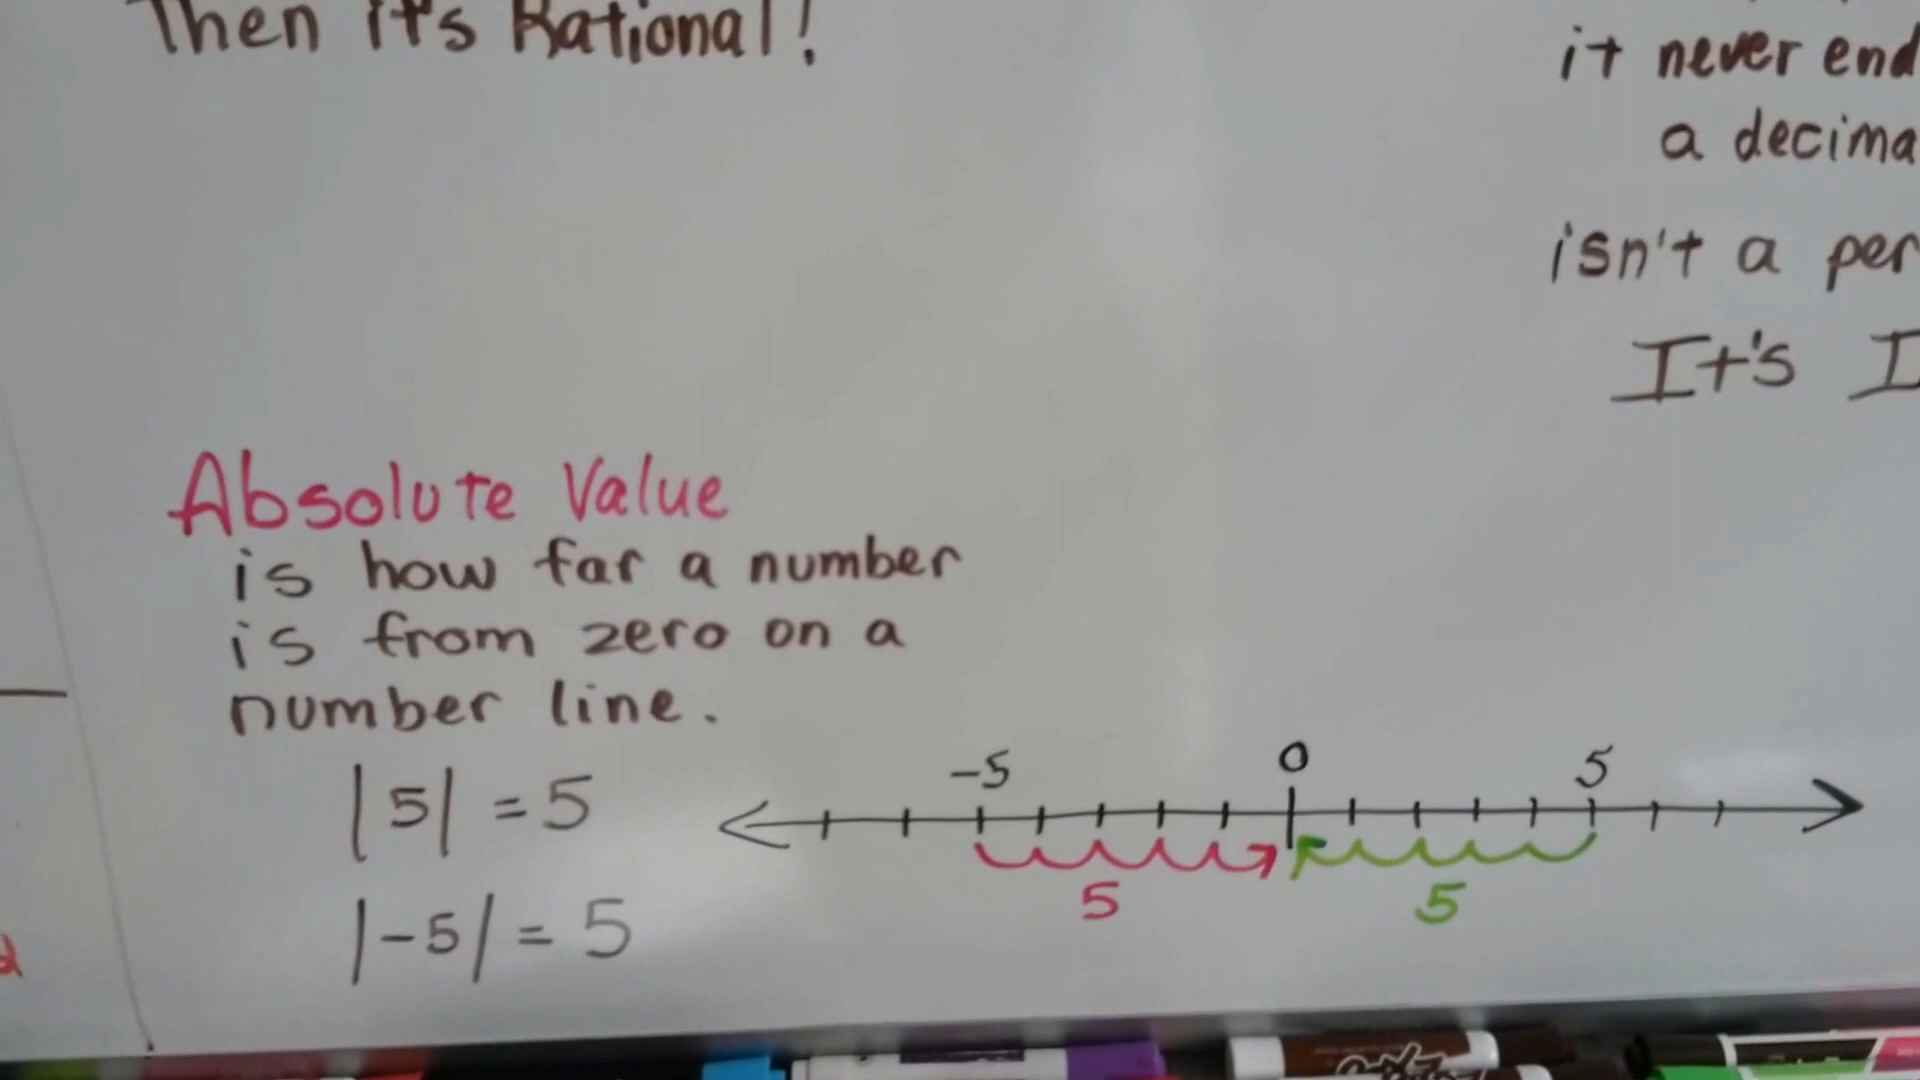 Then it's Rational!
it never end
a decima
isn't a per
It's I
Absolute Value
is how far a number
is from zero on a
number line.
|5| = 5
|-5| = 5
-5 0 5
5 5